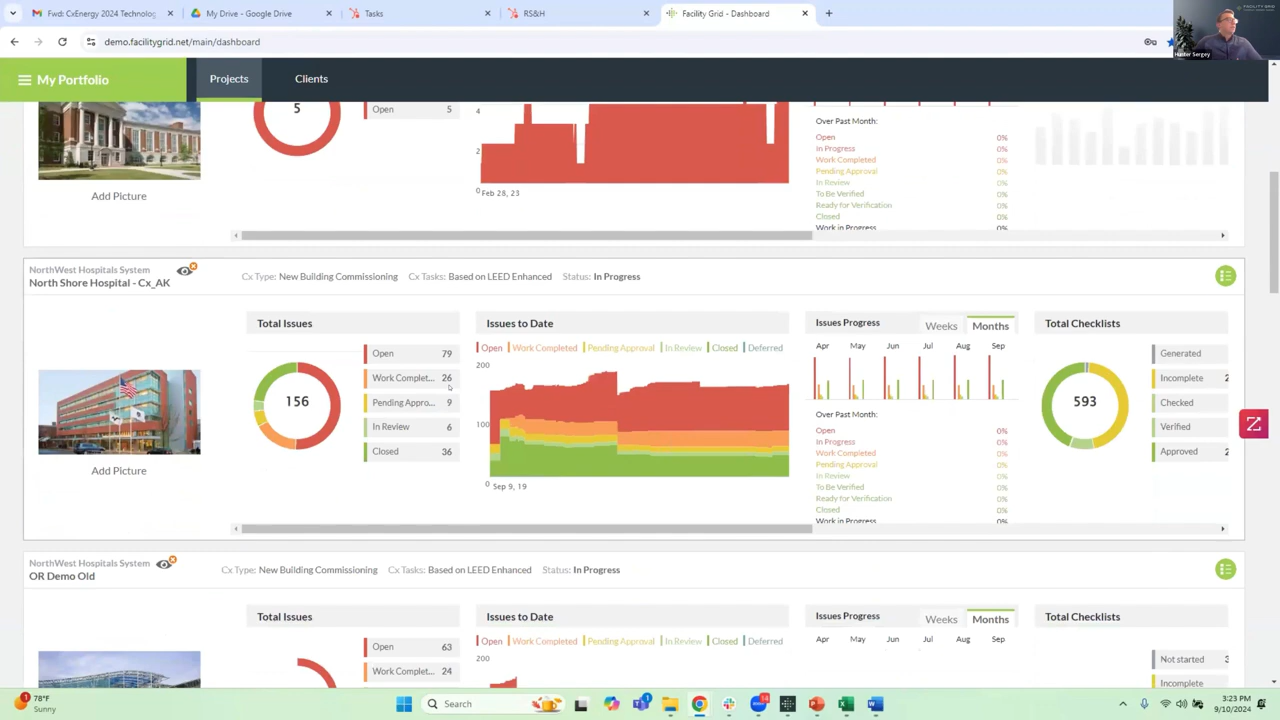 Fwd: CxEnergy 2024 Technolog
My Drive - Google Drive
Tasks
RS&H
Facility Grid - Dashboard
demo.facilitygrid.net/main/dashboard
FACILITY GRID
Hunter Sergey
My Portfolio
Projects
Clients
5
Open 5
4
2
0
Feb 28, 23
Over Past Month:
Open 0%
In Progress 0%
Work Completed 0%
Pending Approval 0%
In Review 0%
To Be Verified 0%
Ready for Verification 0%
Closed 0%
Work in Progress 0%
Add Picture
NorthWest Hospitals System
North Shore Hospital - Cx_AK
Cx Type: New Building Commissioning Cx Tasks: Based on LEED Enhanced Status: In Progress
Total Issues
156
Open 79
Work Complet... 26
Pending Appro... 9
In Review 6
Closed 36
Issues to Date
Open Work Completed Pending Approval In Review Closed Deferred
200
100
0
Sep 9, 19
Issues Progress Weeks Months
Apr May Jun Jul Aug Sep
Over Past Month:
Open 0%
In Progress 0%
Work Completed 0%
Pending Approval 0%
In Review 0%
To Be Verified 0%
Ready for Verification 0%
Closed 0%
Work in Progress 0%
Total Checklists
593
Generated
Incomplete 2
Checked
Verified
Approved 2
Add Picture
NorthWest Hospitals System
OR Demo Old
Cx Type: New Building Commissioning Cx Tasks: Based on LEED Enhanced Status: In Progress
Total Issues
Open 63
Work Complet... 24
Issues to Date
Open Work Completed Pending Approval In Review Closed Deferred
200
Issues Progress Weeks Months
Apr May Jun Jul Aug Sep
Total Checklists
Not started 3
Incomplete
78°F
Sunny
Search
3:23 PM
9/10/2024